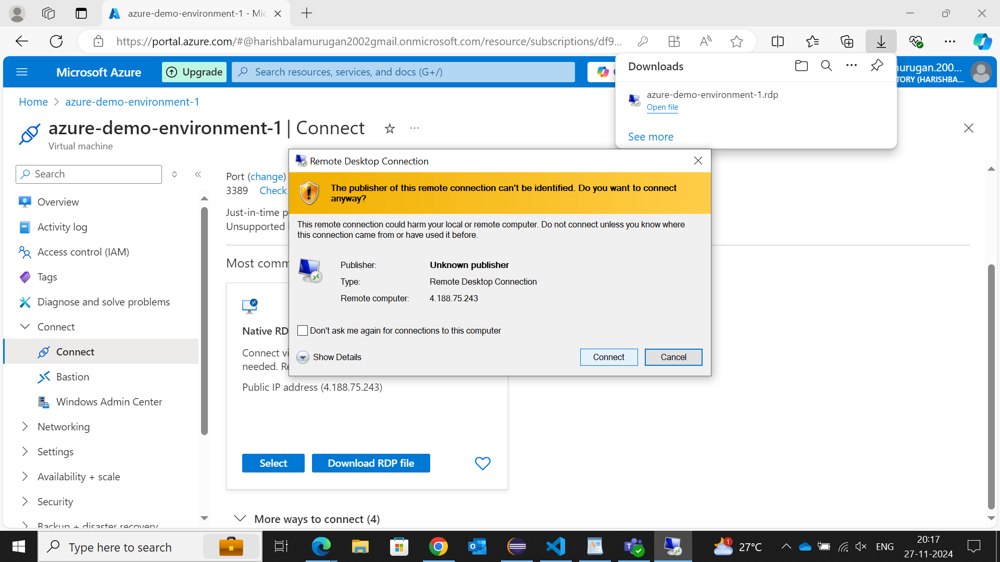 azure-demo-environment-1 - Mic
https://portal.azure.com/#@harishbalamurugan2002gmail.onmicrosoft.com/resource/subscriptions/df9...
Microsoft Azure
Upgrade
Search resources, services, and docs (G+/)
nurugan.200...
TORY (HARISHBA...
Downloads
azure-demo-environment-1.rdp
Open file
See more
Home > azure-demo-environment-1
azure-demo-environment-1 | Connect
Virtual machine
Search
Overview
Activity log
Access control (IAM)
Tags
Diagnose and solve problems
Connect
Connect
Bastion
Windows Admin Center
Networking
Settings
Availability + scale
Security
Backup + disaster recovery
Port (change)
3389 Check
Just-in-time p
Unsupported
Most comm
Native RD
Connect vi
needed. Re
Public IP address (4.188.75.243)
Select
Download RDP file
More ways to connect (4)
Remote Desktop Connection
The publisher of this remote connection can't be identified. Do you want to connect
anyway?
This remote connection could harm your local or remote computer. Do not connect unless you know where
this connection came from or have used it before.
Publisher: Unknown publisher
Type: Remote Desktop Connection
Remote computer: 4.188.75.243
Don't ask me again for connections to this computer
Show Details
Connect
Cancel
Type here to search
1
27°C
ENG
20:17
27-11-2024